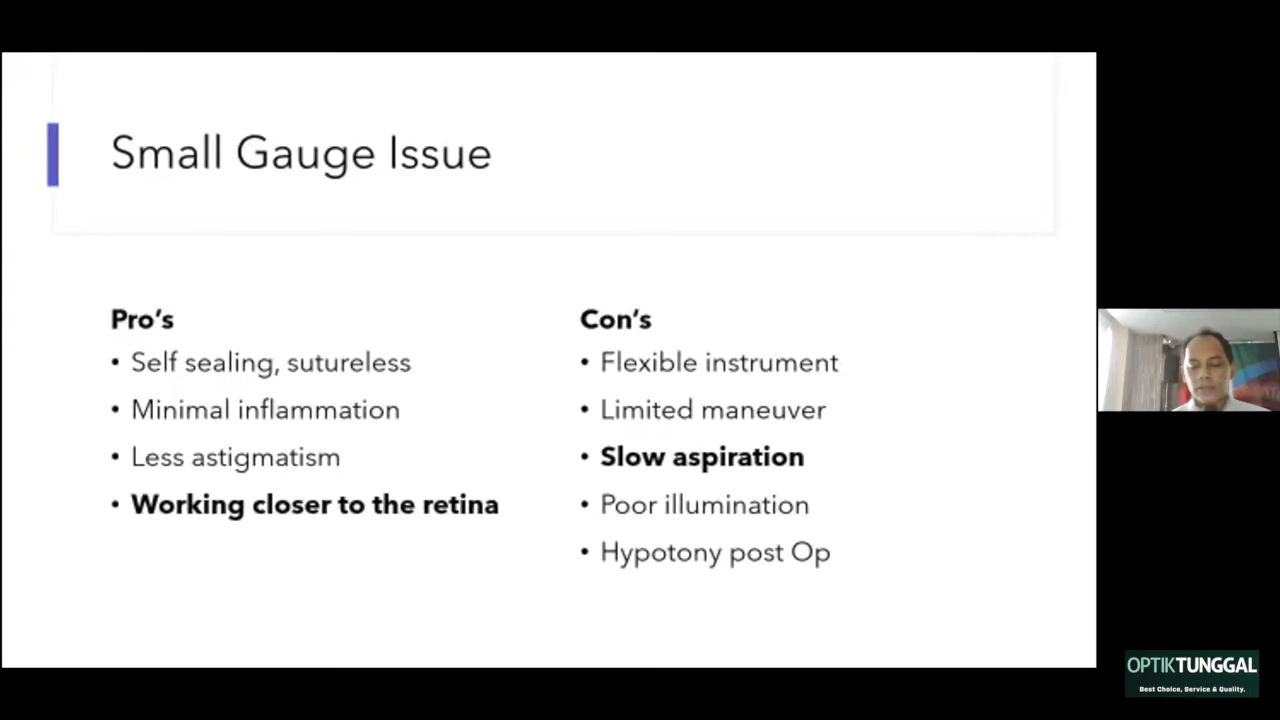 Small Gauge Issue
Pro's
• Self sealing, sutureless
• Minimal inflammation
• Less astigmatism
• Working closer to the retina
Con's
• Flexible instrument
• Limited maneuver
• Slow aspiration
• Poor illumination
• Hypotony post Op
OPTIKTUNGGAL
Best Choice, Service & Quality.